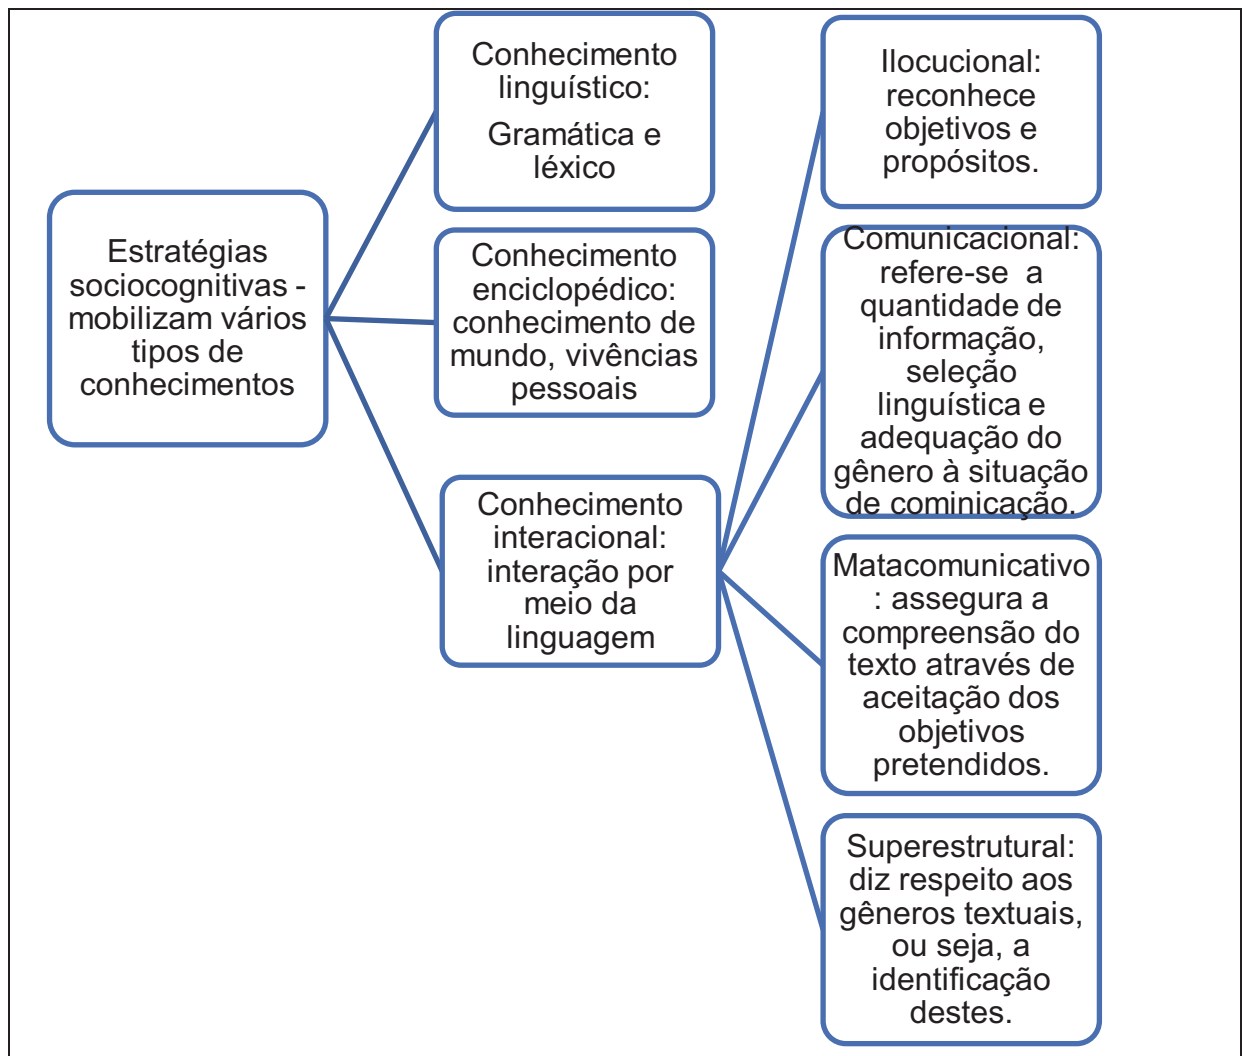 Estratégias
sociocognitivas -
mobilizam vários
tipos de
conhecimentos
Conhecimento
linguístico:
Gramática e
léxico
Conhecimento
enciclopédico:
conhecimento de
mundo, vivências
pessoais
Conhecimento
interacional:
interação por
meio da
linguagem
Ilocucional:
reconhece
objetivos e
propósitos.
Comunicacional:
refere-se a
quantidade de
informação,
seleção
linguística e
adequação do
gênero à situação
de cominicação.
Matacomunicativo
: assegura a
compreensão do
texto através de
aceitação dos
objetivos
pretendidos.
Superestrutural:
diz respeito aos
gêneros textuais,
ou seja, a
identificação
destes.